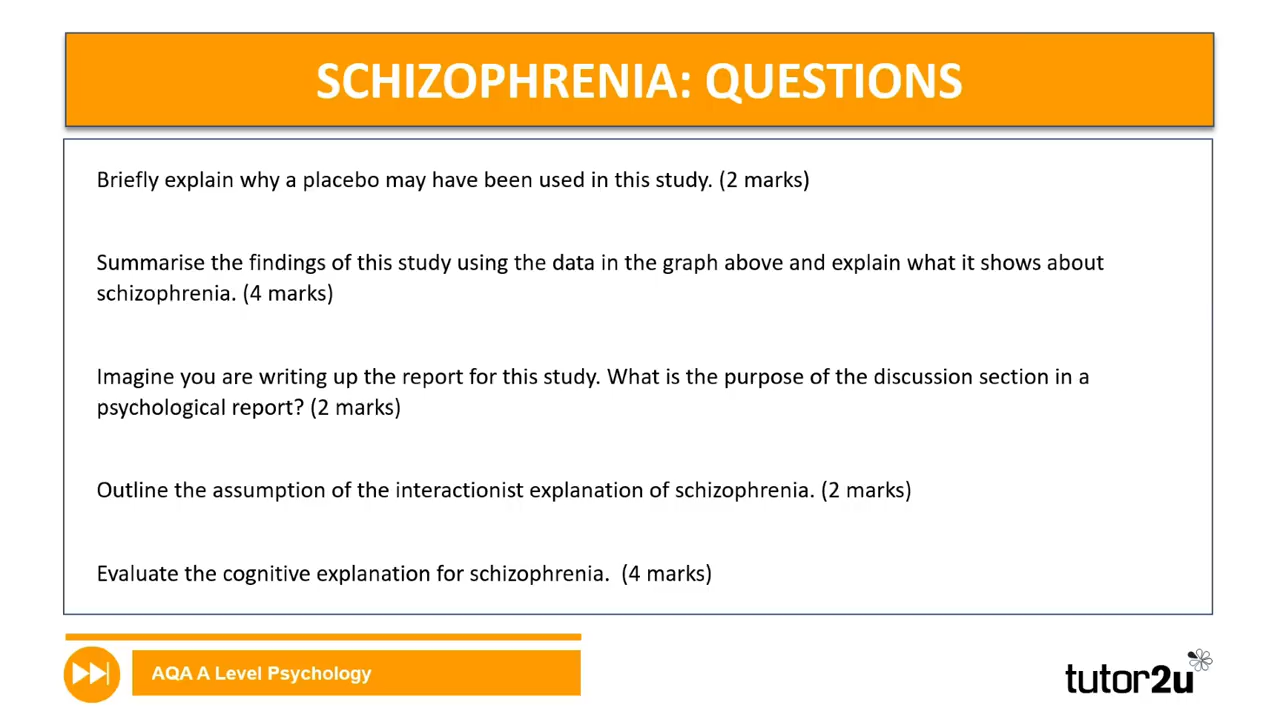 SCHIZOPHRENIA: QUESTIONS
Briefly explain why a placebo may have been used in this study. (2 marks)
Summarise the findings of this study using the data in the graph above and explain what it shows about
schizophrenia. (4 marks)
Imagine you are writing up the report for this study. What is the purpose of the discussion section in a
psychological report? (2 marks)
Outline the assumption of the interactionist explanation of schizophrenia. (2 marks)
Evaluate the cognitive explanation for schizophrenia.  (4 marks)
AQA A Level Psychology
tutor2u